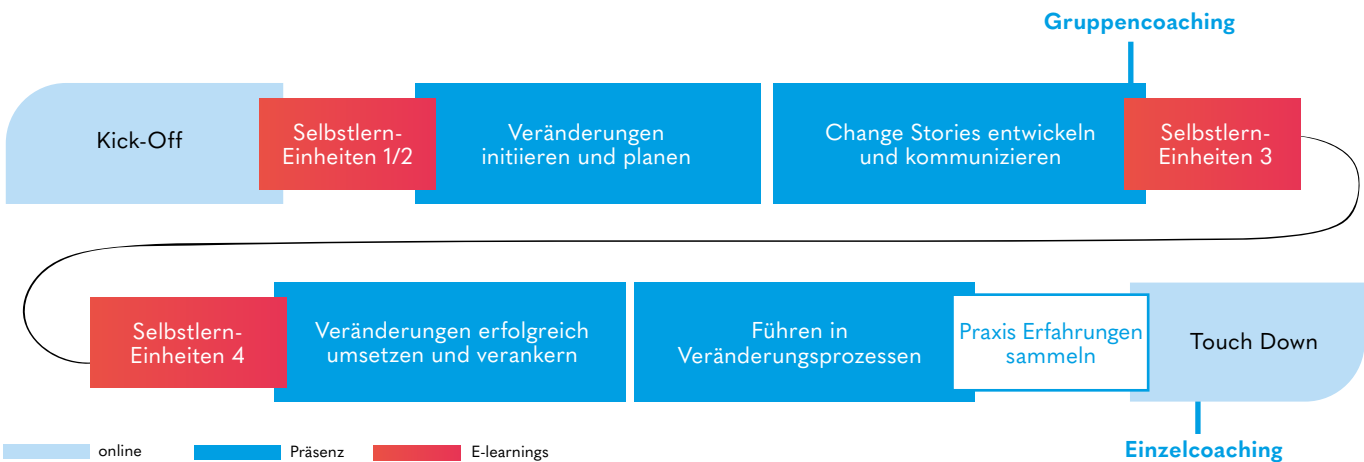 Gruppencoaching
Kick-Off
Selbstlern-
Einheiten 1/2
Veränderungen
initiieren und planen
Change Stories entwickeln
und kommunizieren
Selbstlern-
Einheiten 3
Selbstlern-
Einheiten 4
Veränderungen erfolgreich
umsetzen und verankern
Führen in
Veränderungsprozessen
Praxis Erfahrungen
sammeln
Touch Down
Einzelcoaching
online
Präsenz
E-learnings